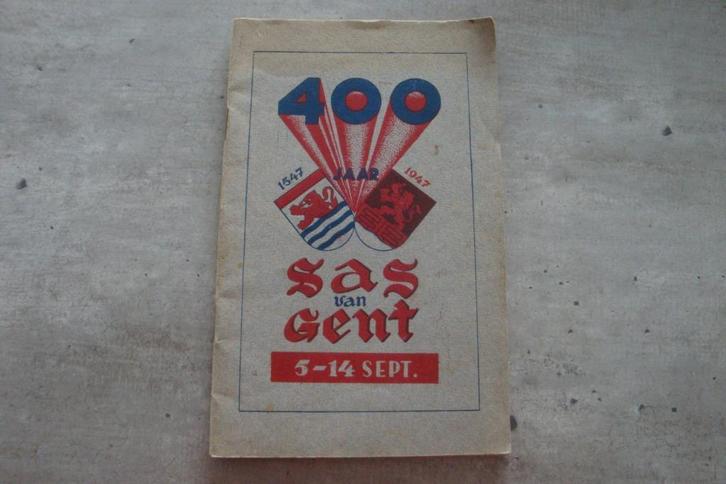 400
JAAR
1547 1947
Sas
van
Gent
5-14 SEPT.